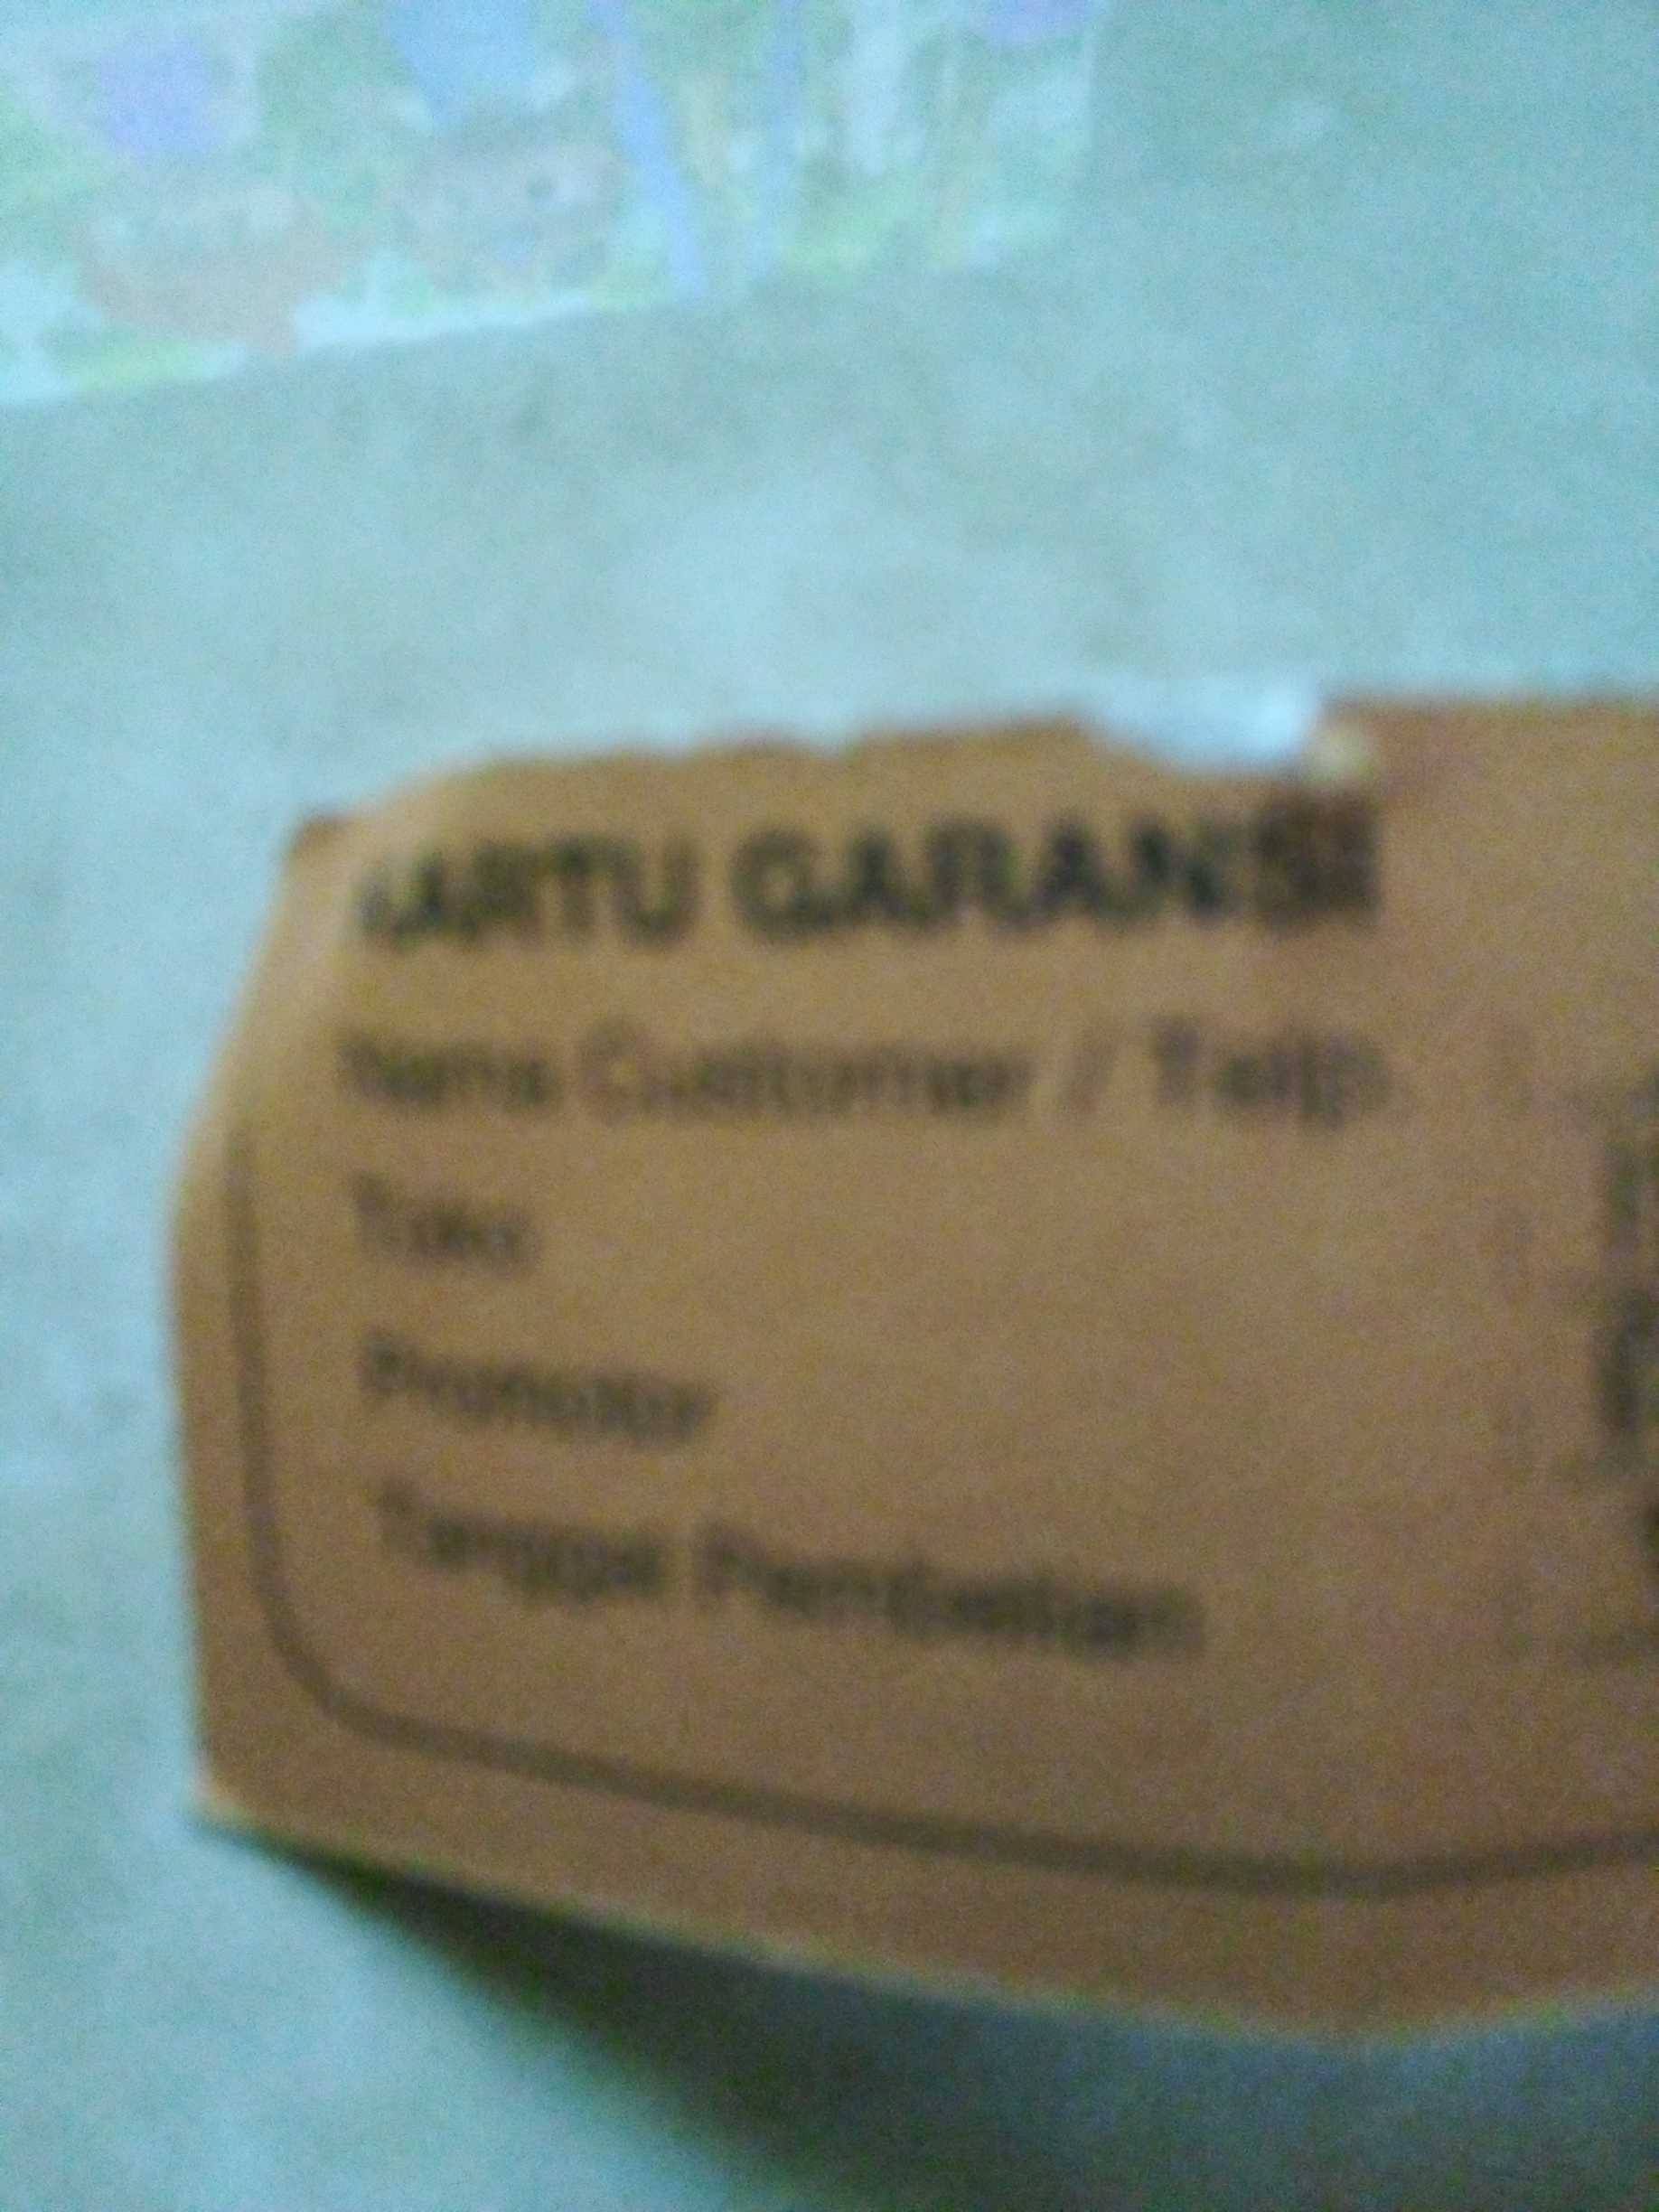 KARTU GARANSI
Nama Customer / Telp
Toko
Promotor
Tanggal Pembelian